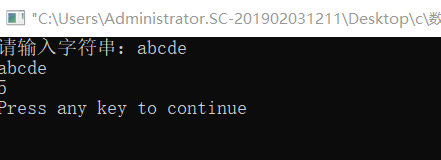 "C:\Users\Administrator.SC-201902031211\Desktop\c\数
请输入字符串：abcde
abcde
5
Press any key to continue